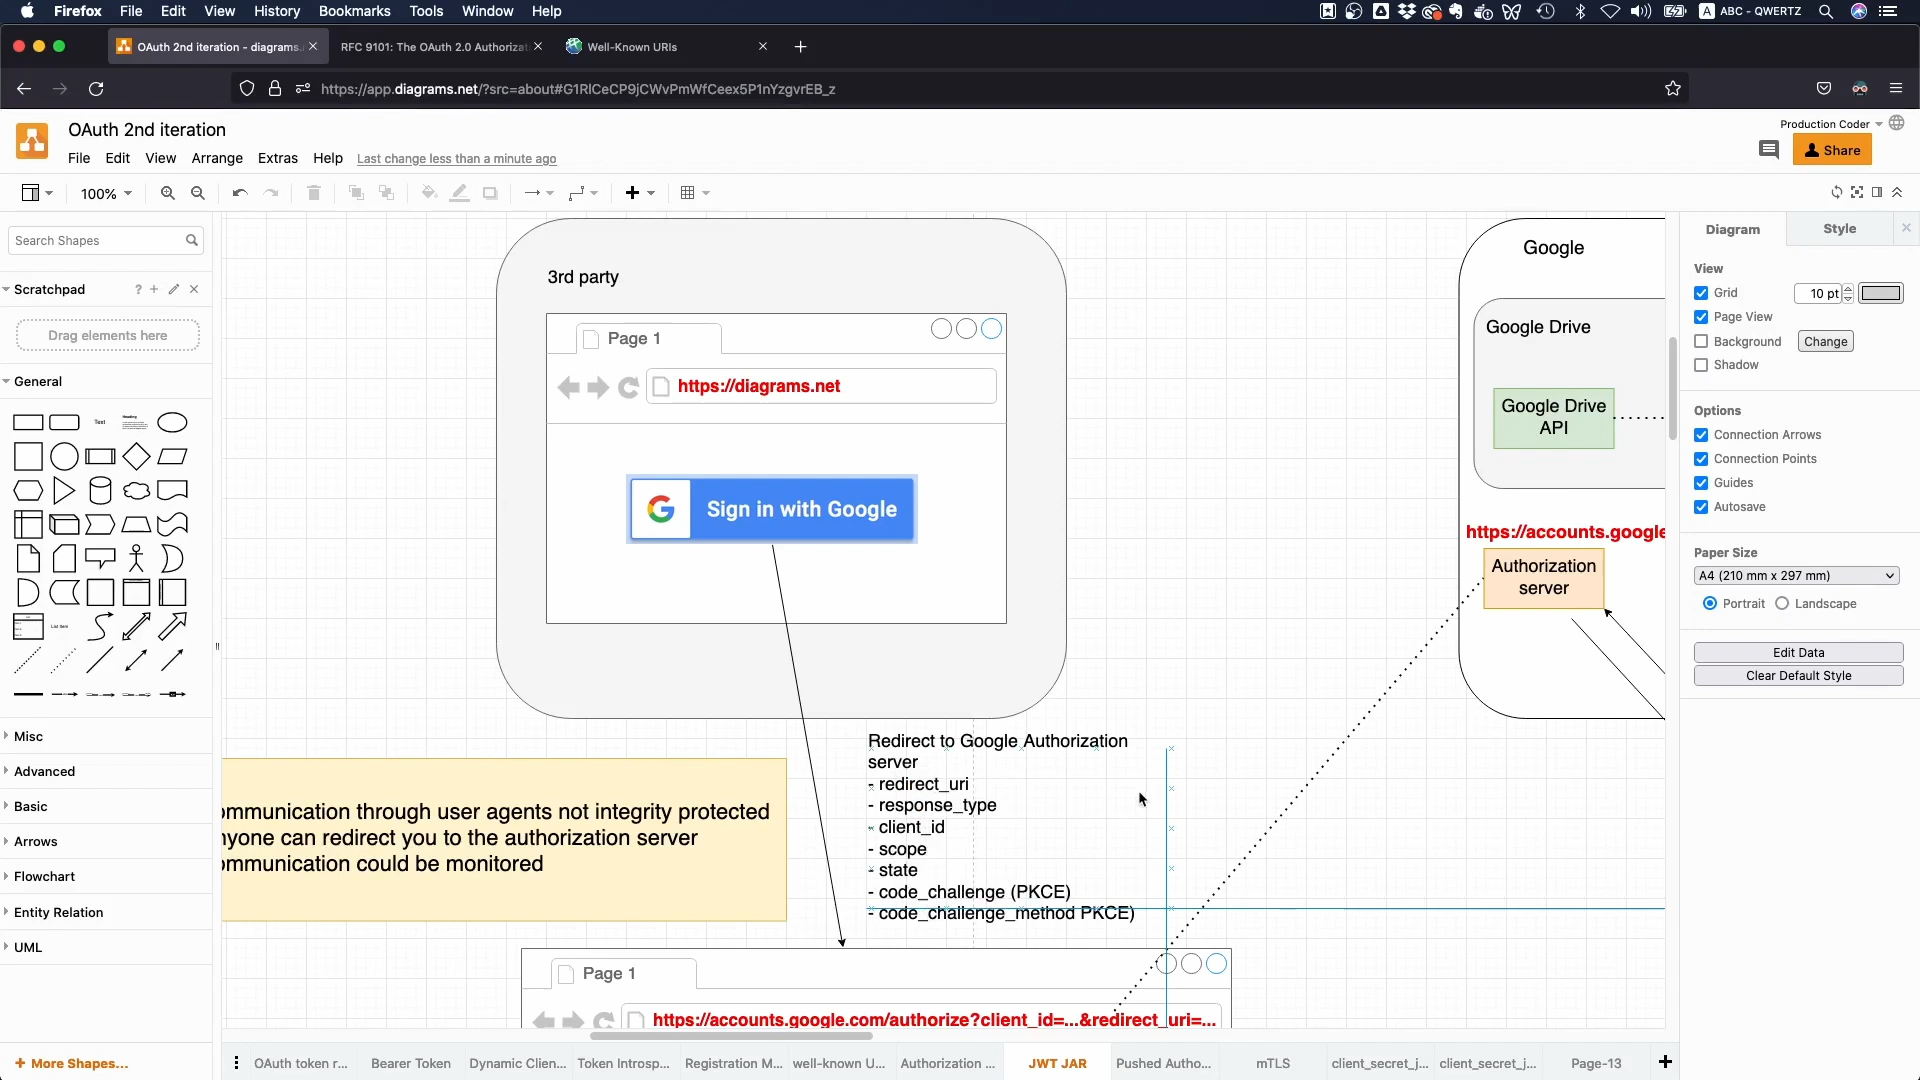 Firefox File Edit View History Bookmarks Tools Window Help
A ABC - QWERTZ
OAuth 2nd iteration - diagrams.
RFC 9101: The OAuth 2.0 Authorizat
Well-Known URIs
https://app.diagrams.net/?src=about#G1RlCeCP9jCWvPmWfCeex5P1nYzgvrEB_z
OAuth 2nd iteration
Production Coder
File Edit View Arrange Extras Help Last change less than a minute ago
Share
100%
Search Shapes
Scratchpad
?
Drag elements here
General
Text
Heading
List Item
Misc
Advanced
Basic
Arrows
Flowchart
Entity Relation
UML
+ More Shapes...
3rd party
Page 1
https://diagrams.net
G Sign in with Google
Google
Google Drive
Google Drive
API
https://accounts.google
Authorization
server
Redirect to Google Authorization
server
- redirect_uri
- response_type
- client_id
- scope
- state
- code_challenge (PKCE)
- code_challenge_method PKCE)
ommunication through user agents not integrity protected
nyone can redirect you to the authorization server
ommunication could be monitored
Page 1
https://accounts.google.com/authorize?client_id=...&redirect_uri=...
Diagram Style
View
Grid 10 pt
Page View
Background Change
Shadow
Options
Connection Arrows
Connection Points
Guides
Autosave
Paper Size
A4 (210 mm x 297 mm)
Portrait Landscape
Edit Data
Clear Default Style
OAuth token r... Bearer Token Dynamic Clien... Token Introsp... Registration M... well-known U... Authorization ... JWT JAR Pushed Autho... mTLS client_secret_j... client_secret_j... Page-13